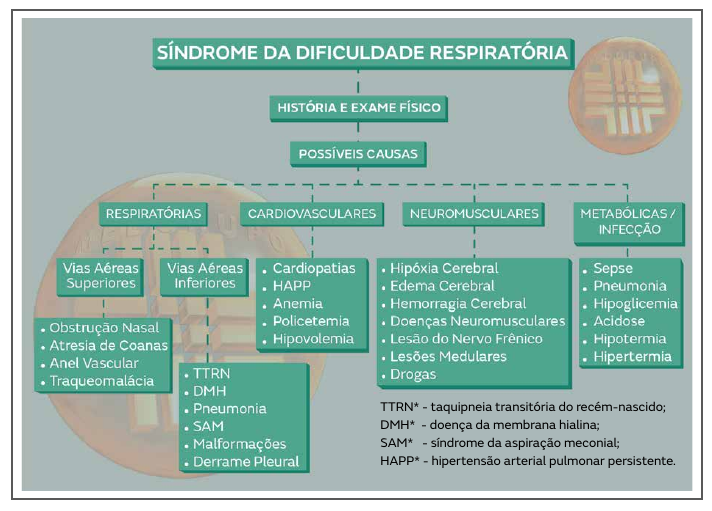 SÍNDROME DA DIFICULDADE RESPIRATÓRIA
HISTÓRIA E EXAME FÍSICO
POSSÍVEIS CAUSAS
RESPIRATÓRIAS
Vias Aéreas
Superiores
• Obstrução Nasal
• Atresia de Coanas
• Anel Vascular
• Traqueomalácia
Vias Aéreas
Inferiores
• TTRN
• DMH
• Pneumonia
• SAM
• Malformações
• Derrame Pleural
CARDIOVASCULARES
• Cardiopatias
• HAPP
• Anemia
• Policetemia
• Hipovolemia
NEUROMUSCULARES
• Hipóxia Cerebral
• Edema Cerebral
• Hemorragia Cerebral
• Doenças Neuromusculares
• Lesão do Nervo Frênico
• Lesões Medulares
• Drogas
METABÓLICAS /
INFECÇÃO
• Sepse
• Pneumonia
• Hipoglicemia
• Acidose
• Hipotermia
• Hipertermia
TTRN* - taquipneia transitória do recém-nascido;
DMH* - doença da membrana hialina;
SAM* - síndrome da aspiração meconial;
HAPP* - hipertensão arterial pulmonar persistente.